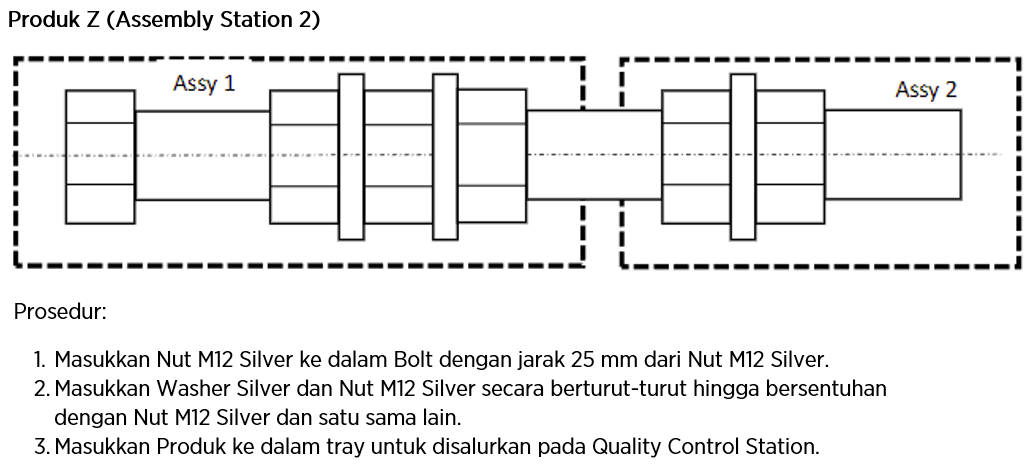 Produk Z (Assembly Station 2)
Assy 1
Assy 2
Prosedur:
1. Masukkan Nut M12 Silver ke dalam Bolt dengan jarak 25 mm dari Nut M12 Silver.
2. Masukkan Washer Silver dan Nut M12 Silver secara berturut-turut hingga bersentuhan
dengan Nut M12 Silver dan satu sama lain.
3. Masukkan Produk ke dalam tray untuk disalurkan pada Quality Control Station.